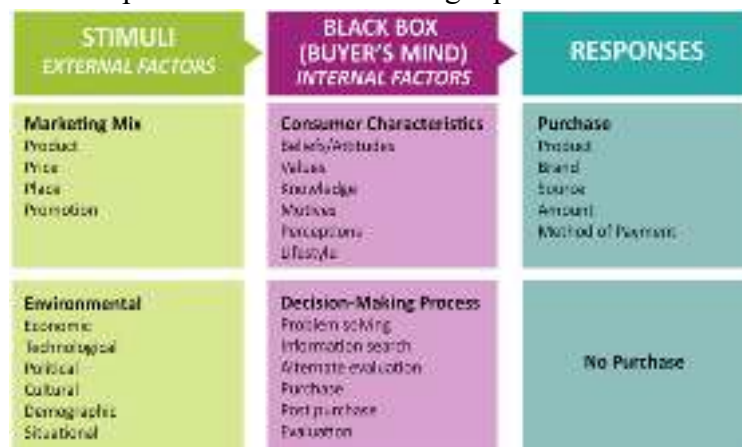 STIMULI
EXTERNAL FACTORS
BLACK BOX
(BUYER'S MIND)
INTERNAL FACTORS
RESPONSES
Marketing Mix
Product
Price
Place
Promotion
Consumer Characteristics
Beliefs/Attitudes
Values
Knowledge
Motives
Perceptions
Lifestyle
Purchase
Product
Brand
Source
Amount
Method of Payment
Environmental
Economic
Technological
Political
Cultural
Demographic
Situational
Decision-Making Process
Problem solving
Information search
Alternate evaluation
Purchase
Post purchase
Evaluation
No Purchase